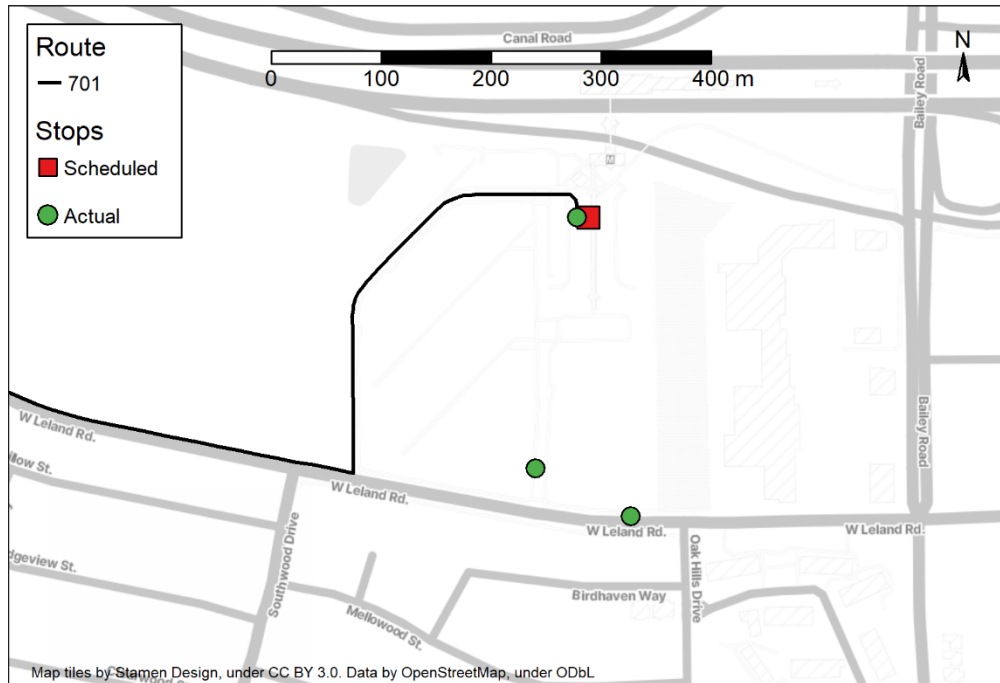 Route
701
Stops
Scheduled
Actual
Canal Road
0 100 200 300 400 m
N
Bailey Road
M
W Leland Rd.
illow St.
W Leland Rd.
Bailey Road
W Leland Rd.
W Leland Rd.
dgeview St.
Southwood Drive
Oak Hills Drive
Birdhaven Way
Mellowood St.
Map tiles by Stamen Design, under CC BY 3.0. Data by OpenStreetMap, under ODbL